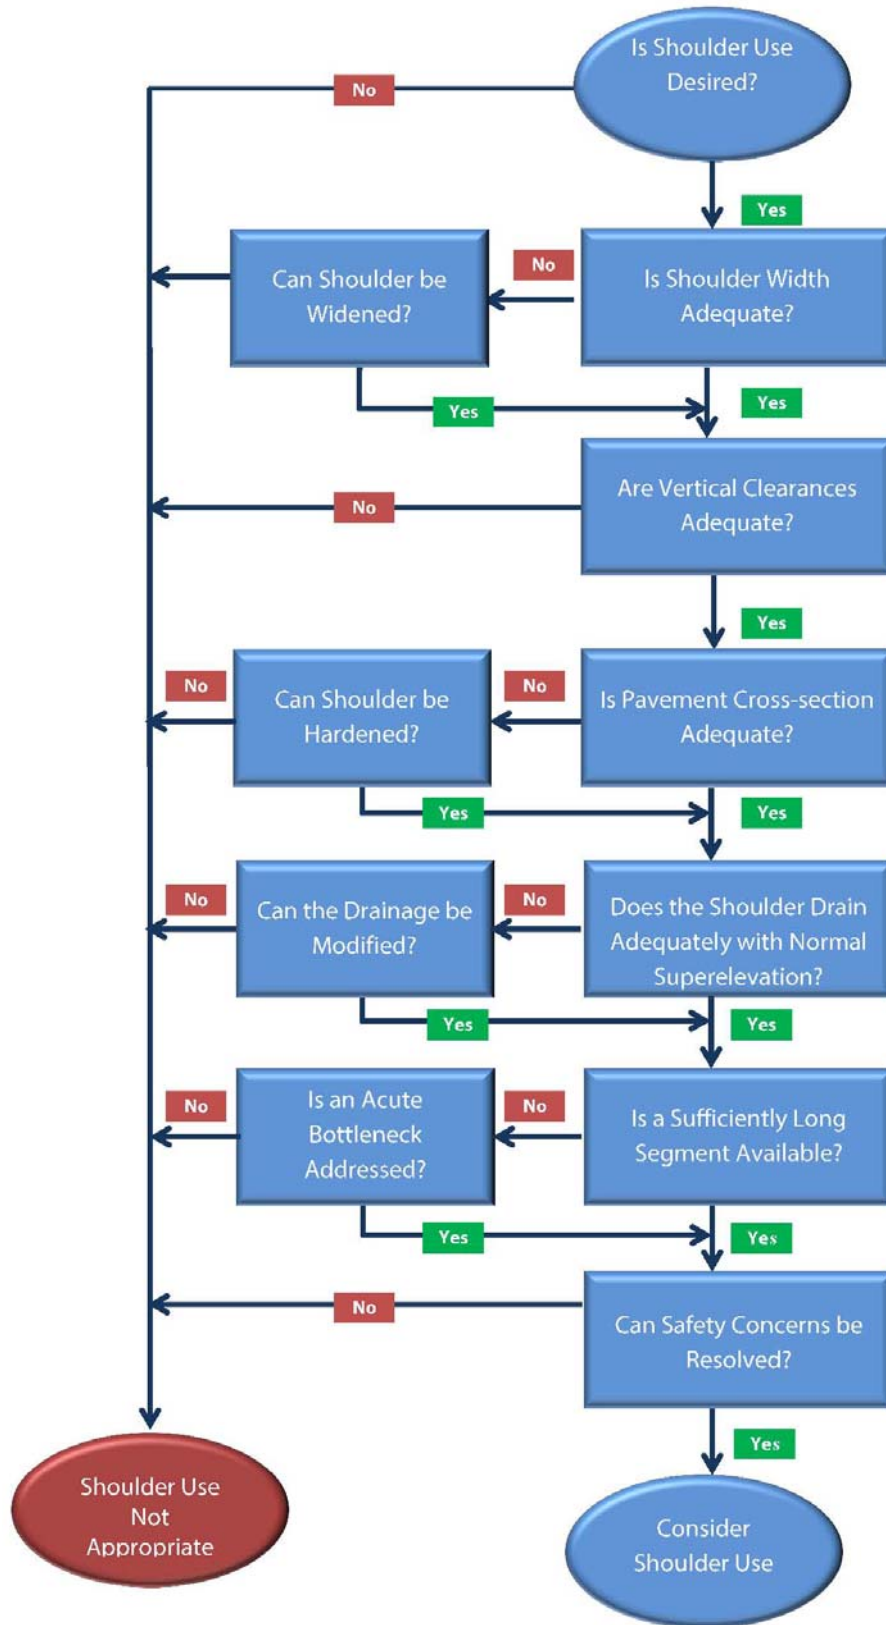 Is Shoulder Use
Desired?
No
Yes
Can Shoulder be
Widened?
No
Is Shoulder Width
Adequate?
Yes
Yes
Are Vertical Clearances
Adequate?
No
Yes
No
Can Shoulder be
Hardened?
No
Is Pavement Cross-section
Adequate?
Yes
Yes
No
Can the Drainage be
Modified?
No
Does the Shoulder Drain
Adequately with Normal
Superelevation?
Yes
Yes
No
Is an Acute
Bottleneck
Addressed?
No
Is a Sufficiently Long
Segment Available?
Yes
Yes
No
Can Safety Concerns be
Resolved?
Yes
Shoulder Use
Not
Appropriate
Consider
Shoulder Use